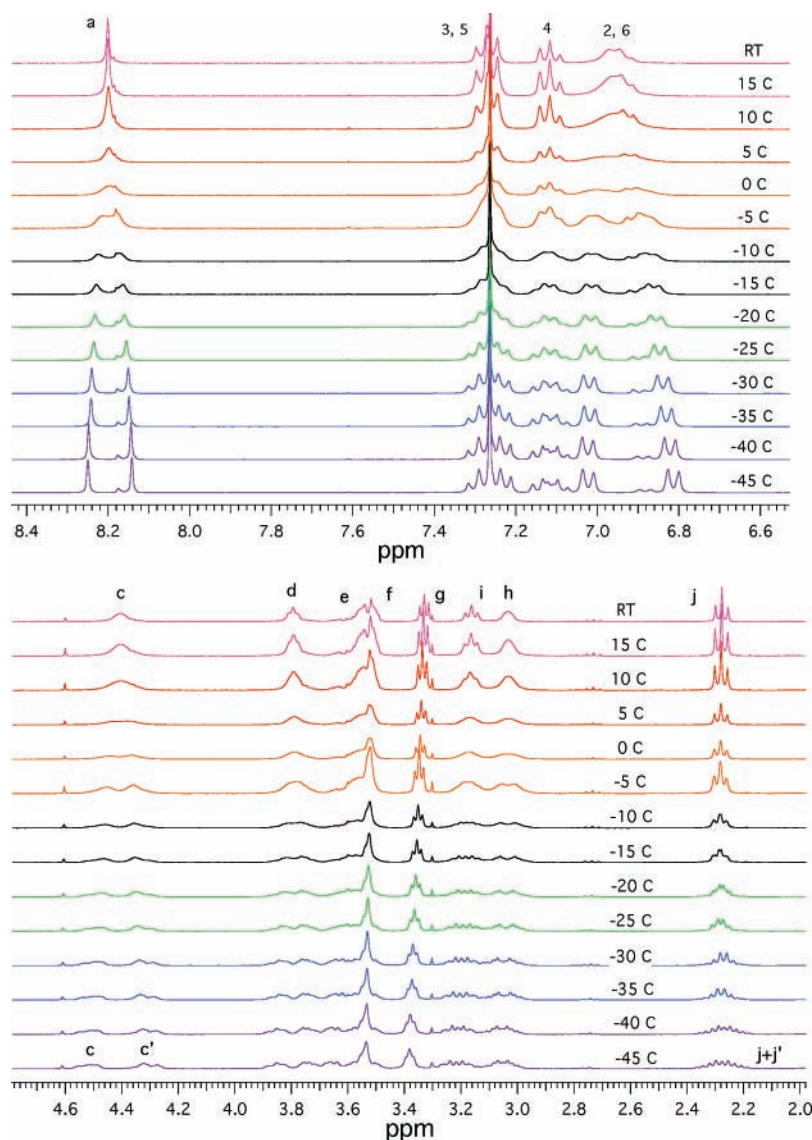 a 3, 5 4 2, 6
RT
15 C
10 C
5 C
0 C
-5 C
-10 C
-15 C
-20 C
-25 C
-30 C
-35 C
-40 C
-45 C
8.4 8.2 8.0 7.8 7.6 7.4 7.2 7.0 6.8 6.6
ppm
c d e f g i h j
RT
15 C
10 C
5 C
0 C
-5 C
-10 C
-15 C
-20 C
-25 C
-30 C
-35 C
-40 C
c c' -45 C j+j'
4.6 4.4 4.2 4.0 3.8 3.6 3.4 3.2 3.0 2.8 2.6 2.4 2.2 2.0
ppm